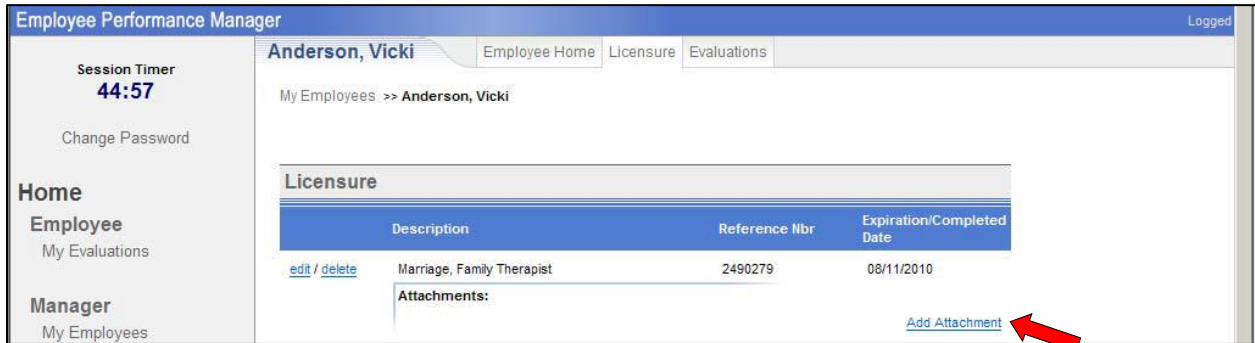 Employee Performance Manager
Logged
Session Timer
44:57
Change Password
Home
Employee
My Evaluations
Manager
My Employees
Anderson, Vicki
Employee Home
Licensure
Evaluations
My Employees >> Anderson, Vicki
Licensure
Description Reference Nbr Expiration/Completed Date
edit / delete Marriage, Family Therapist 2490279 08/11/2010
Attachments:
Add Attachment